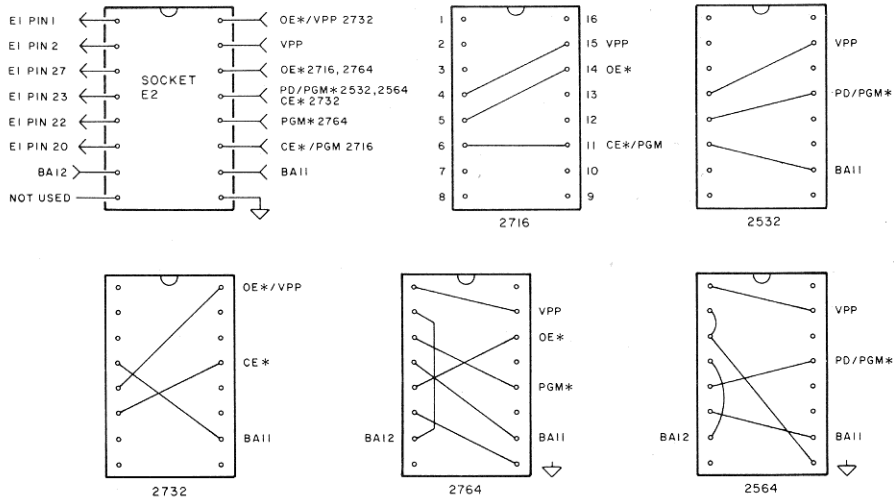 E1 PIN 1
OE*/VPP 2732
E1 PIN 2
VPP
E1 PIN 27
OE* 2716, 2764
E1 PIN 23
PD/PGM* 2532, 2564
CE* 2732
E1 PIN 22
PGM* 2764
E1 PIN 20
CE*/PGM 2716
BA12
BA11
NOT USED
SOCKET
E2
1
16
2
15 VPP
3
14 OE*
4
13
5
12
6
11 CE*/PGM
7
10
8
9
2716
VPP
PD/PGM*
BA11
2532
OE*/VPP
CE*
BA11
2732
VPP
OE*
PGM*
BA12
BA11
2764
VPP
PD/PGM*
BA12
BA11
2564